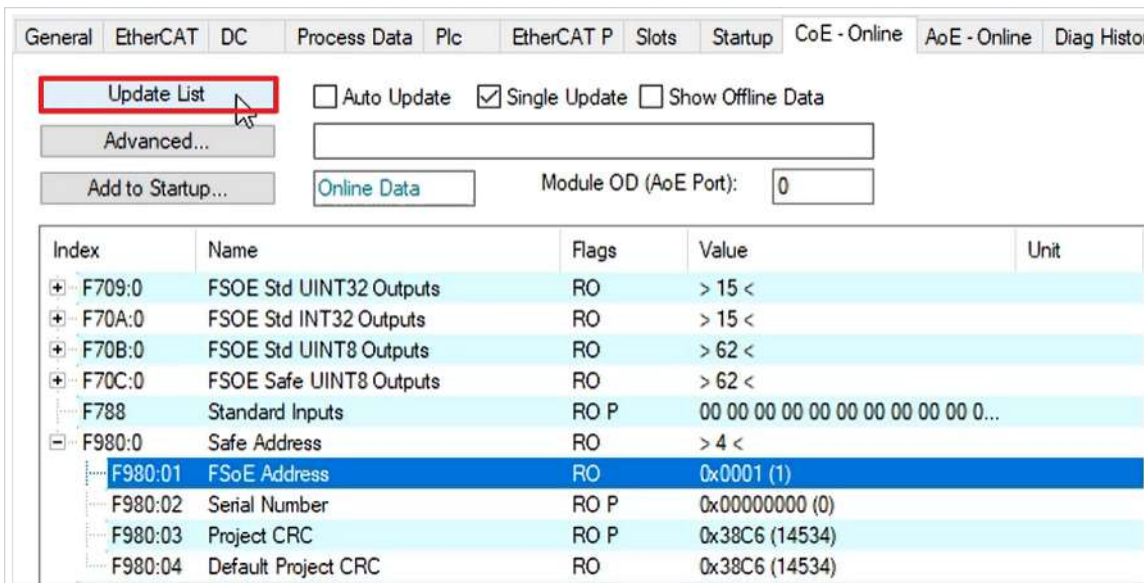 General EtherCAT DC Process Data Plc EtherCAT P Slots Startup CoE - Online AoE - Online Diag Histo
Update List Auto Update Single Update Show Offline Data
Advanced...
Add to Startup... Online Data Module OD (AoE Port): 0
Index Name Flags Value Unit
F709:0 FSOE Std UINT32 Outputs RO > 15 <
F70A:0 FSOE Std INT32 Outputs RO > 15 <
F70B:0 FSOE Std UINT8 Outputs RO > 62 <
F70C:0 FSOE Safe UINT8 Outputs RO > 62 <
F788 Standard Inputs RO P 00 00 00 00 00 00 00 00 00 0...
F980:0 Safe Address RO > 4 <
F980:01 FSoE Address RO 0x0001 (1)
F980:02 Serial Number RO P 0x00000000 (0)
F980:03 Project CRC RO P 0x38C6 (14534)
F980:04 Default Project CRC RO 0x38C6 (14534)